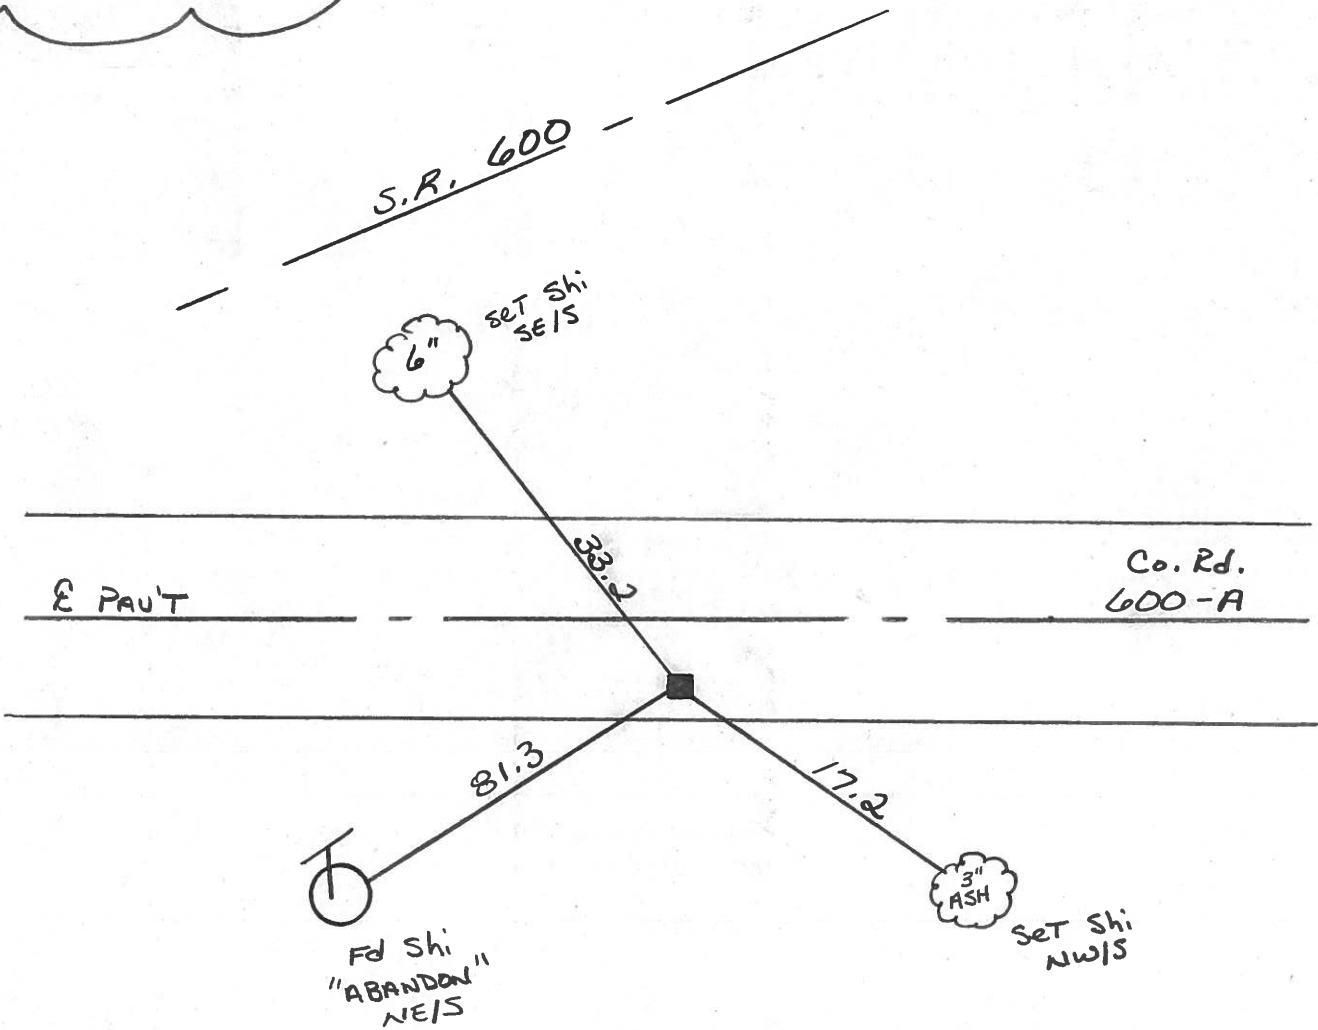 S.R. 600
SeT Shi
SE/S
6"
33.2
Co. Rd.
600-A
℄ PAV'T
81.3
17.2
3"
ASH
Fd Shi
"ABANDON"
NE/S
SeT Shi
NW/S